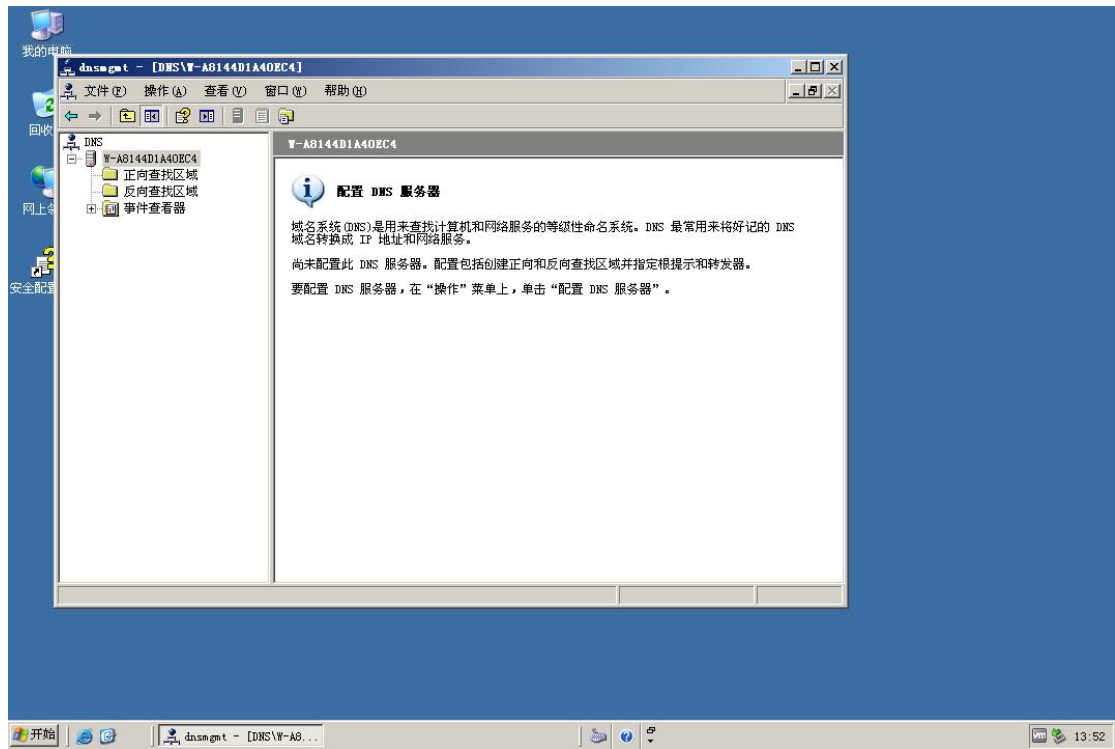 我的电脑
dnsmgmt - [DNS\W-A8144D1A40EC4]
文件(F) 操作(A) 查看(V) 窗口(W) 帮助(H)
回收
DNS
W-A8144D1A40EC4
W-A8144D1A40EC4
正向查找区域
反向查找区域
事件查看器
配置 DNS 服务器
网上
域名系统(DNS)是用来查找计算机和网络服务的等级性命名系统。DNS 最常用来将好记的 DNS
域名转换成 IP 地址和网络服务。
尚未配置此 DNS 服务器。配置包括创建正向和反向查找区域并指定根提示和转发器。
安全配置
要配置 DNS 服务器,在“操作”菜单上,单击“配置 DNS 服务器”。
开始
dnsmgmt - [DNS\W-A8...
13:52